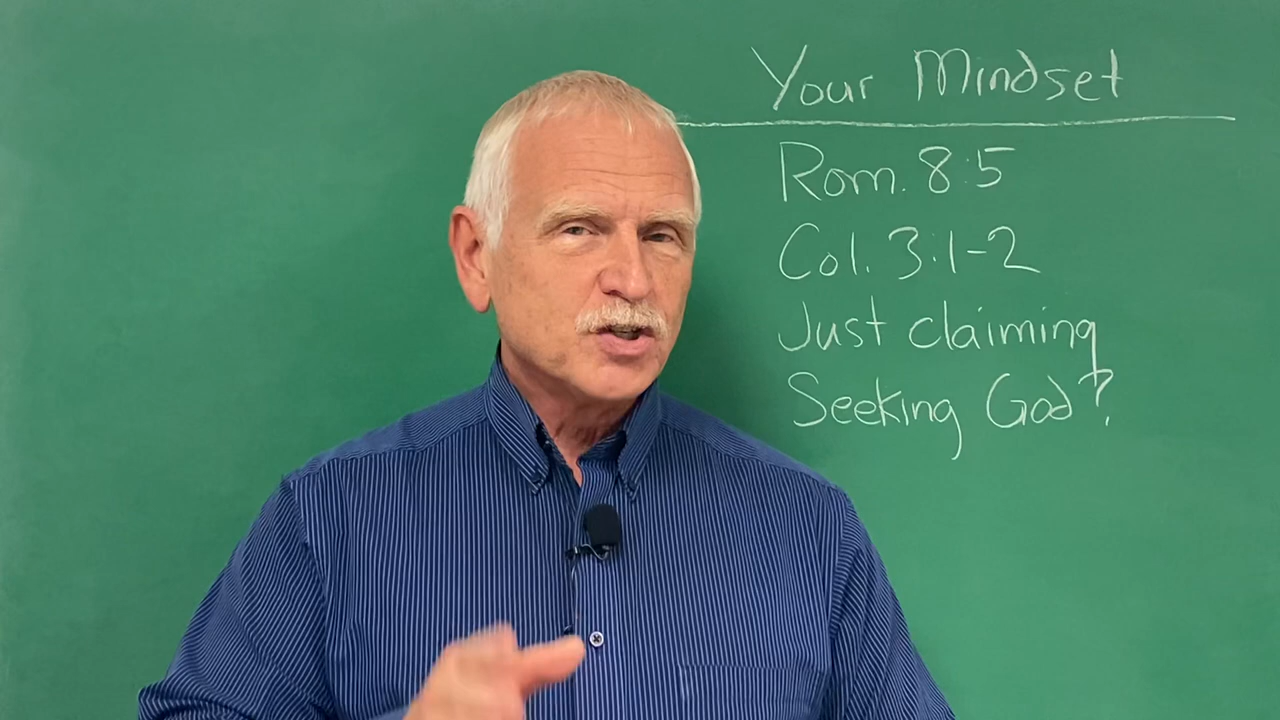 Your Mindset
Rom. 8:5
Col. 3:1-2
Just claiming
Seeking God?